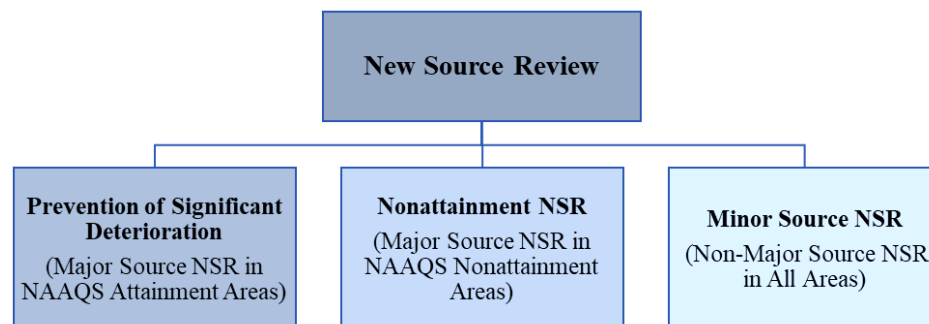 New Source Review
Prevention of Significant
Deterioration
(Major Source NSR in
NAAQS Attainment Areas)
Nonattainment NSR
(Major Source NSR in
NAAQS Nonattainment
Areas)
Minor Source NSR
(Non-Major Source NSR
in All Areas)